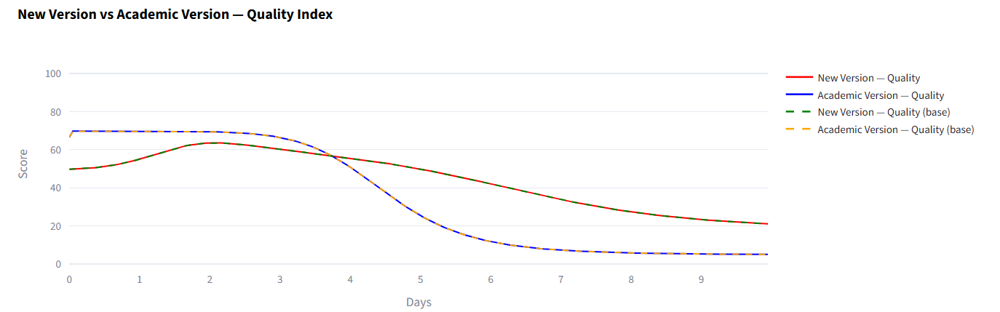 New Version vs Academic Version — Quality Index
100
80
60
40
20
0
Score
0 1 2 3 4 5 6 7 8 9
Days
New Version — Quality
Academic Version — Quality
New Version — Quality (base)
Academic Version — Quality (base)